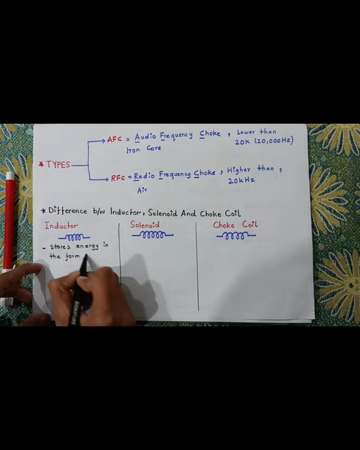 AFC = Audio Frequency Choke, Lower than
Iron Core, 20K (20,000Hz)
* TYPES
RFC = Radio Frequency Choke, Higher than,
Air 20kHz
* Difference b/w Inductor, Solenoid And Choke Coil
Inductor Solenoid Choke Coil
- stores energy in
the form